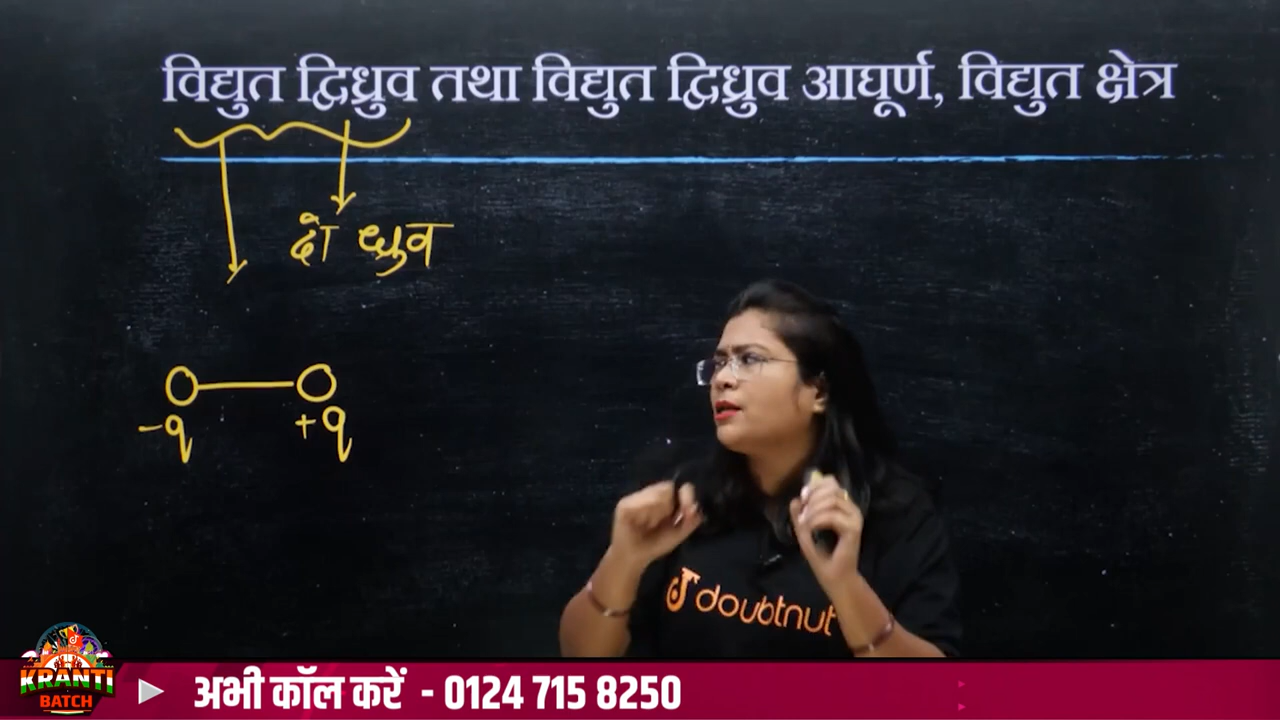 विद्युत द्विध्रुव तथा विद्युत द्विध्रुव आघूर्ण, विद्युत क्षेत्र
दो ध्रुव
-q +q
doubtnut
KRANTI
BATCH
अभी कॉल करें - 0124 715 8250